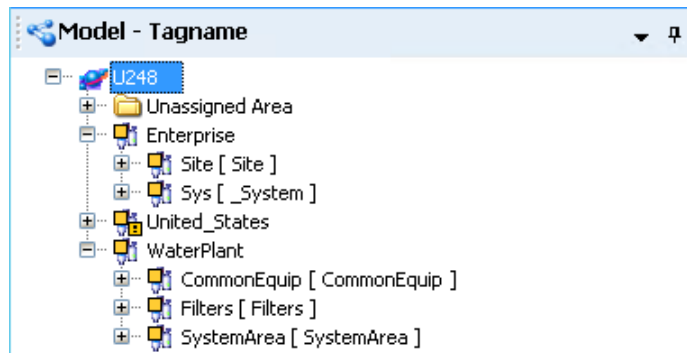 Model - Tagname
U248
Unassigned Area
Enterprise
Site [ Site ]
Sys [ _System ]
United_States
WaterPlant
CommonEquip [ CommonEquip ]
Filters [ Filters ]
SystemArea [ SystemArea ]